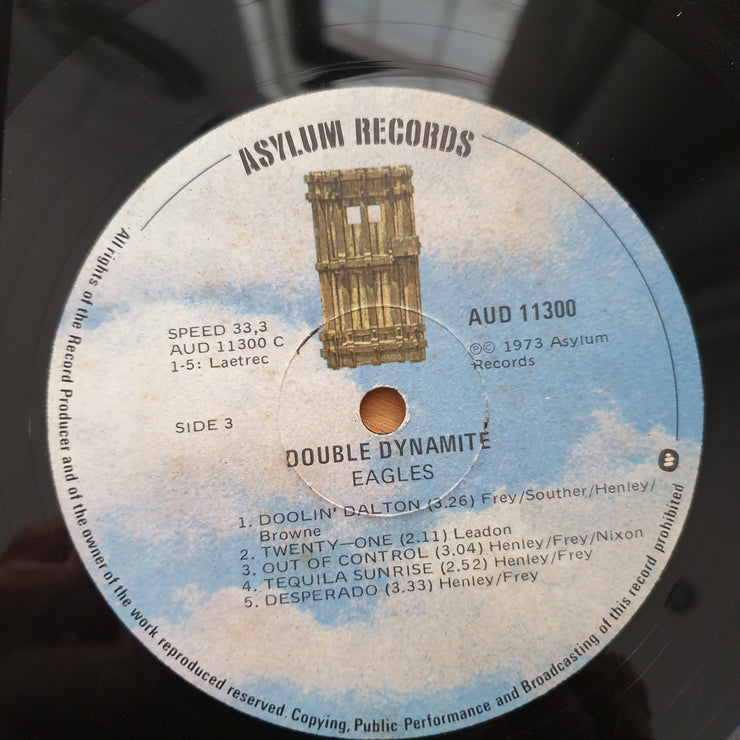 ASYLUM RECORDS
SPEED 33,3
AUD 11300 C
1-5: Laetrec
AUD 11300
ⓅⒸ 1973 Asylum
Records
SIDE 3
DOUBLE DYNAMITE
EAGLES
1. DOOLIN' DALTON (3.26) Frey/Souther/Henley/
Browne
2. TWENTY—ONE (2.11) Leadon
3. OUT OF CONTROL (3.04) Henley/Frey/Nixon
4. TEQUILA SUNRISE (2.52) Henley/Frey
5. DESPERADO (3.33) Henley/Frey
All rights of the Record Producer and of the owner of the work reproduced reserved. Copying, Public Performance and Broadcasting of this record prohibited